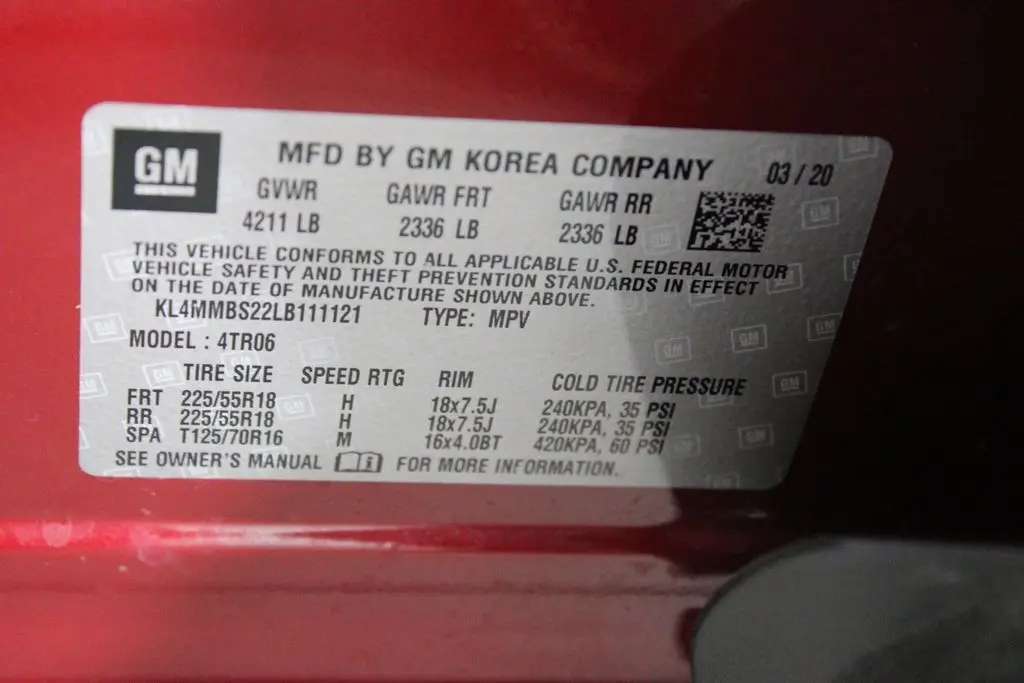 GM
MFD BY GM KOREA COMPANY 03/20
GVWR GAWR FRT GAWR RR
4211 LB 2336 LB 2336 LB
THIS VEHICLE CONFORMS TO ALL APPLICABLE U.S. FEDERAL MOTOR
VEHICLE SAFETY AND THEFT PREVENTION STANDARDS IN EFFECT
ON THE DATE OF MANUFACTURE SHOWN ABOVE.
KL4MMBS22LB111121 TYPE: MPV
MODEL : 4TR06
TIRE SIZE SPEED RTG RIM COLD TIRE PRESSURE
FRT 225/55R18 H 18x7.5J 240KPA, 35 PSI
RR 225/55R18 H 18x7.5J 240KPA, 35 PSI
SPA T125/70R16 M 16x4.0BT 420KPA, 60 PSI
SEE OWNER'S MANUAL FOR MORE INFORMATION.